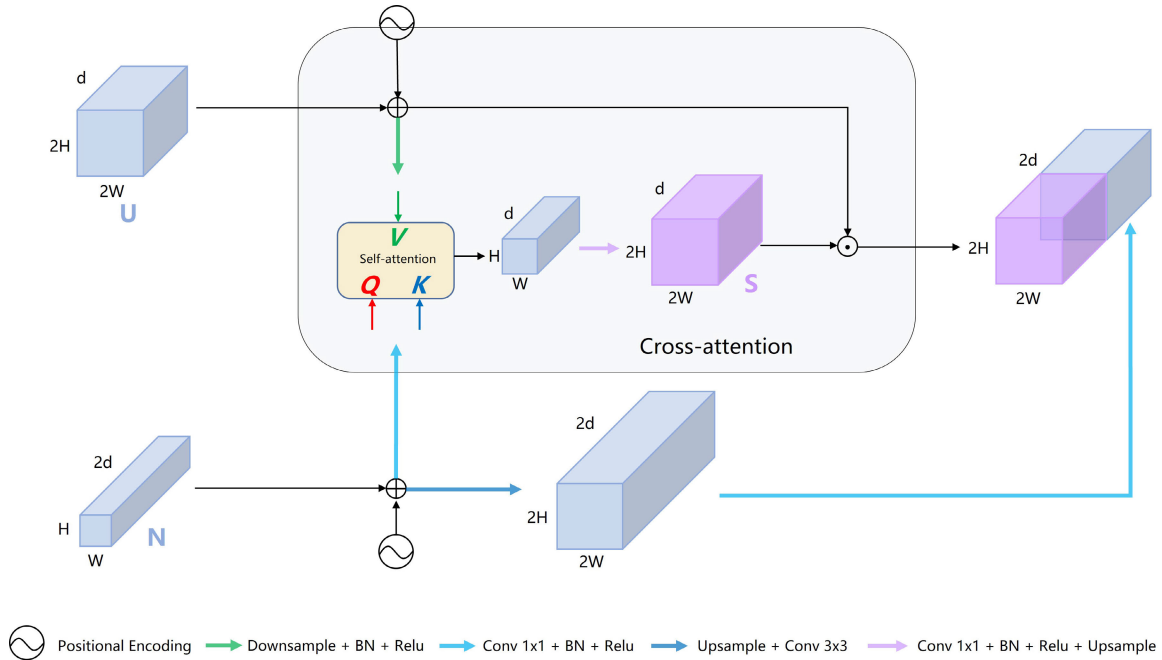 d
2H
2W
U
V
Self-attention
Q K
d
H
W
d
2H
2W
S
2d
2H
2W
Cross-attention
2d
H
W
N
2d
2H
2W
Positional Encoding
Downsample + BN + Relu
Conv 1x1 + BN + Relu
Upsample + Conv 3x3
Conv 1x1 + BN + Relu + Upsample